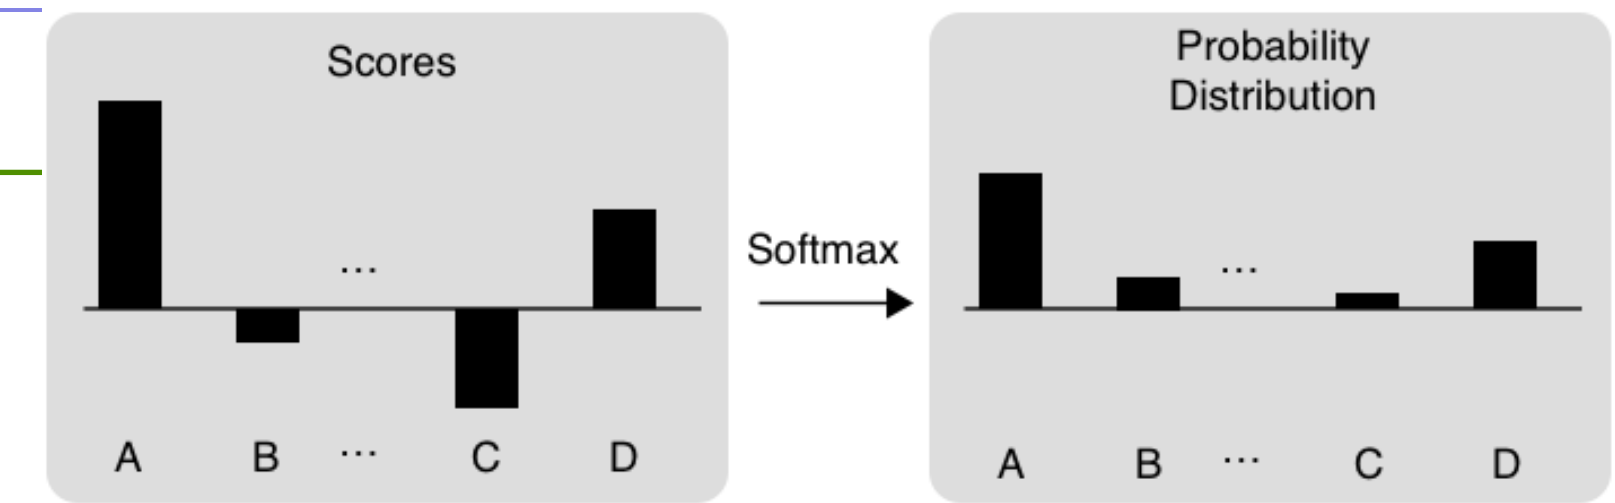 Scores
...
A B ... C D
Softmax
Probability
Distribution
...
A B ... C D